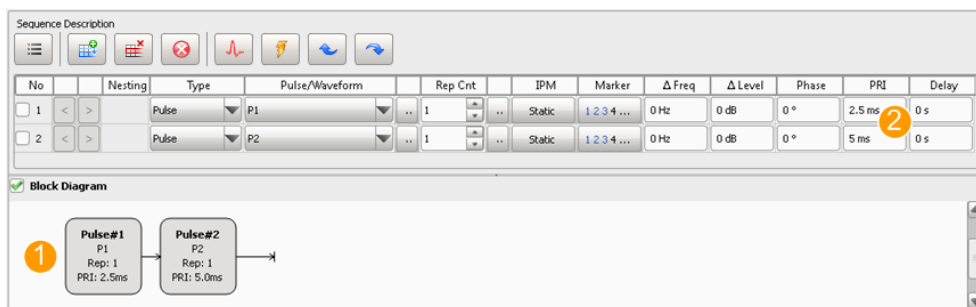 Sequence Description
No Nesting Type Pulse/Waveform Rep Cnt IPM Marker Δ Freq Δ Level Phase PRI Delay
1 < > Pulse P1 .. 1 .. Static 1 2 3 4 ... 0 Hz 0 dB 0 ° 2.5 ms 0 s
2 < > Pulse P2 .. 1 .. Static 1 2 3 4 ... 0 Hz 0 dB 0 ° 5 ms 0 s
2
Block Diagram
1
Pulse#1
P1
Rep: 1
PRI: 2.5ms
Pulse#2
P2
Rep: 1
PRI: 5.0ms